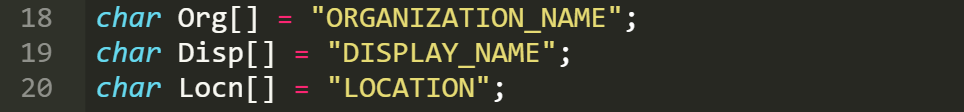 18 char Org[] = "ORGANIZATION_NAME";
19 char Disp[] = "DISPLAY_NAME";
20 char Locn[] = "LOCATION";